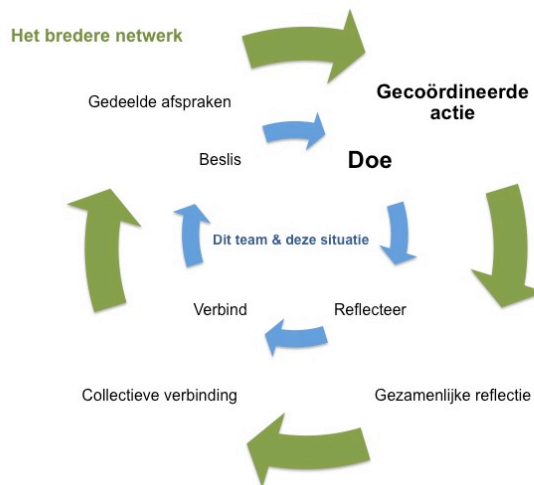 Het bredere netwerk
Gedeelde afspraken
Gecoördineerde
actie
Beslis
Doe
Dit team & deze situatie
Verbind
Reflecteer
Collectieve verbinding
Gezamenlijke reflectie